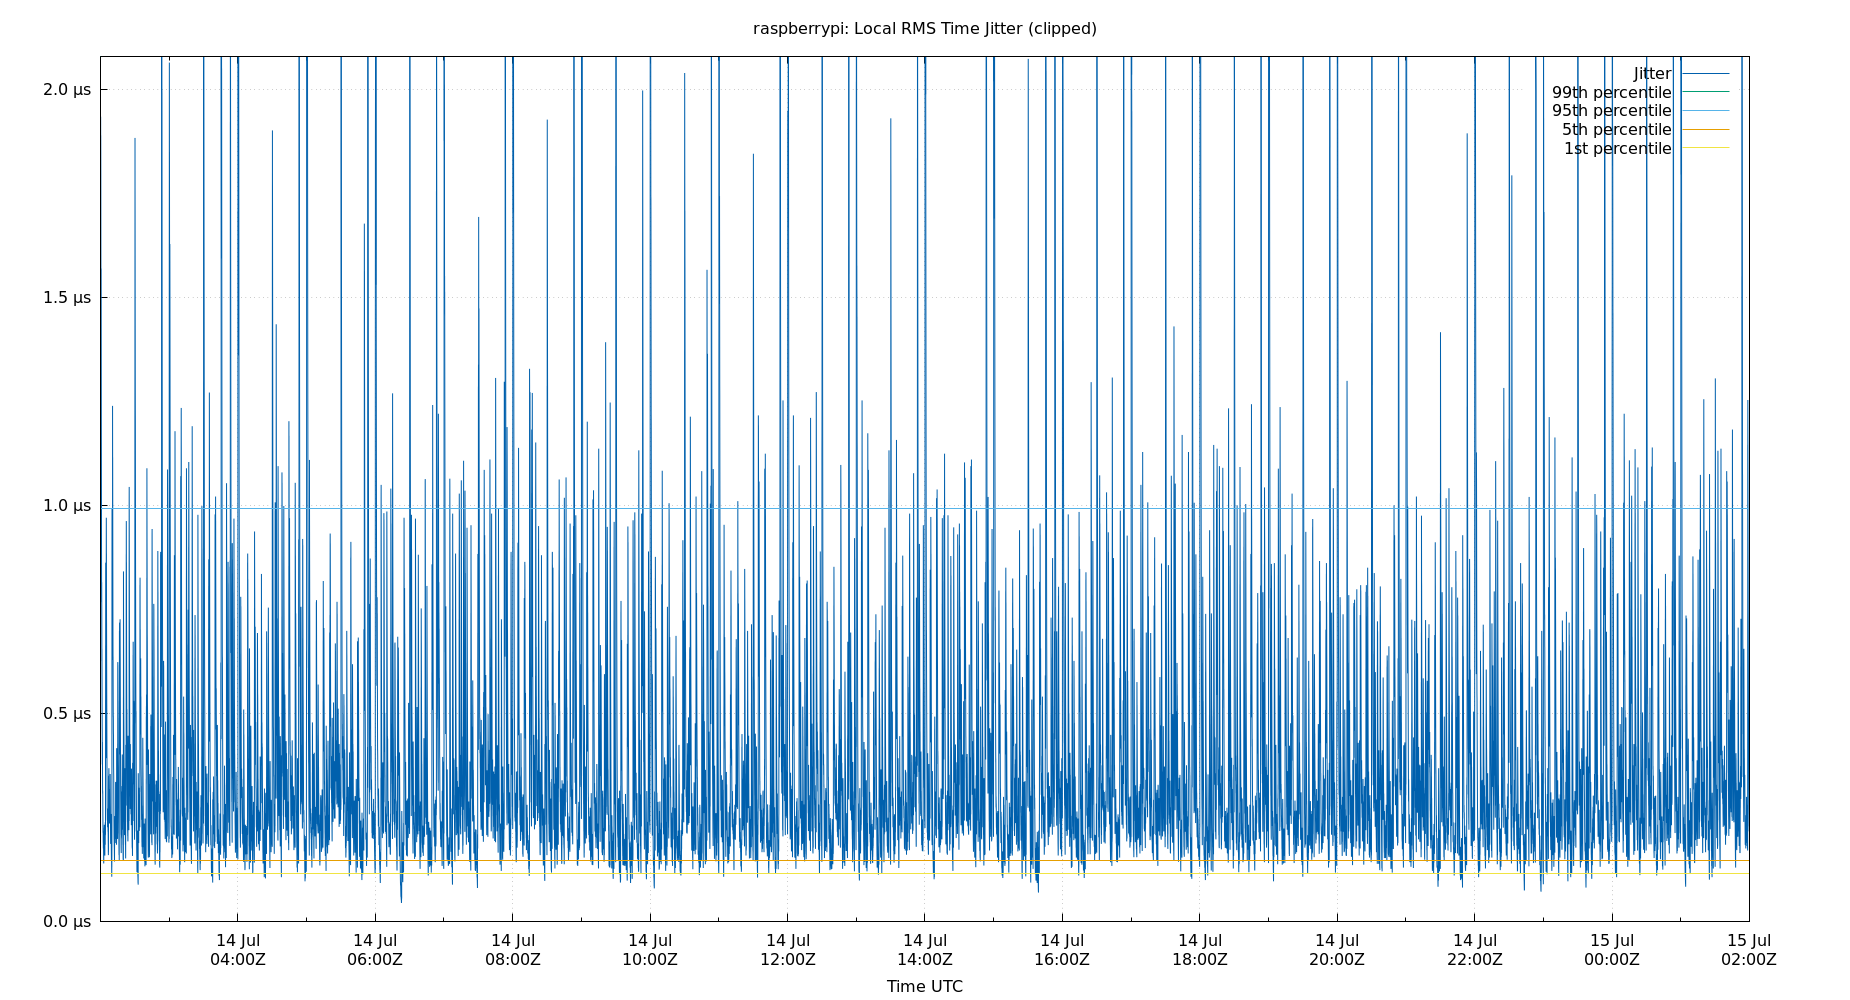 raspberrypi: Local RMS Time Jitter (clipped)
2.0 µs
1.5 µs
1.0 µs
0.5 µs
0.0 µs
Jitter
99th percentile
95th percentile
5th percentile
1st percentile
14 Jul 14 Jul 14 Jul 14 Jul 14 Jul 14 Jul 14 Jul 14 Jul 14 Jul 14 Jul 15 Jul 15 Jul
04:00Z 06:00Z 08:00Z 10:00Z 12:00Z 14:00Z 16:00Z 18:00Z 20:00Z 22:00Z 00:00Z 02:00Z
Time UTC